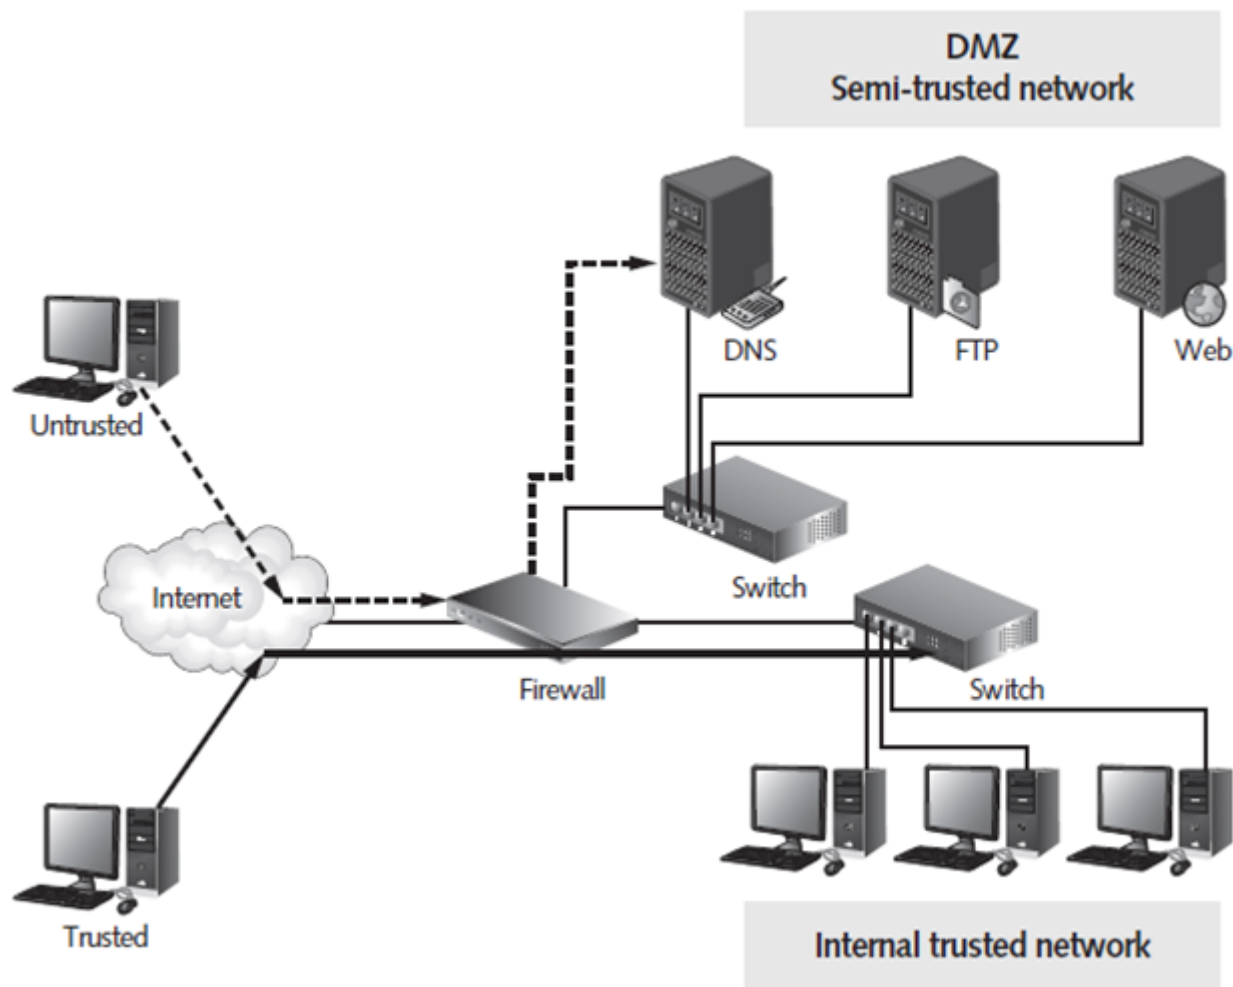 DMZ
Semi-trusted network
DNS
FTP
Web
Untrusted
Switch
Internet
Firewall
Switch
Trusted
Internal trusted network